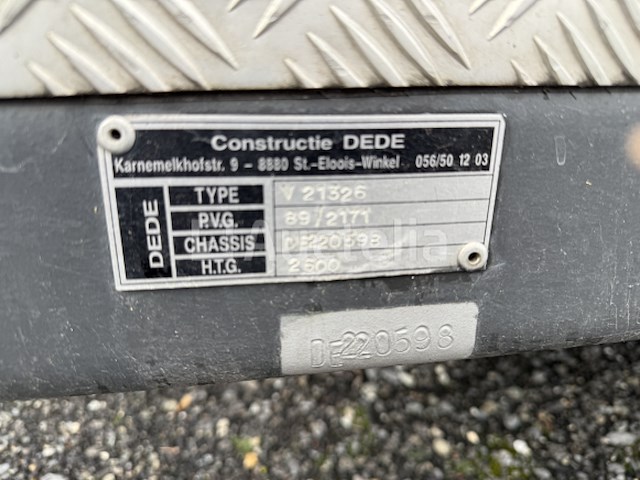 Constructie DEDE
Karnemelkhofstr. 9 - 8880 St.-Eloois-Winkel 056/50 12 03
DEDE
TYPE V 21326
P.V.G. 89/2171
CHASSIS DE220598
H.T.G. 2500
DE220598